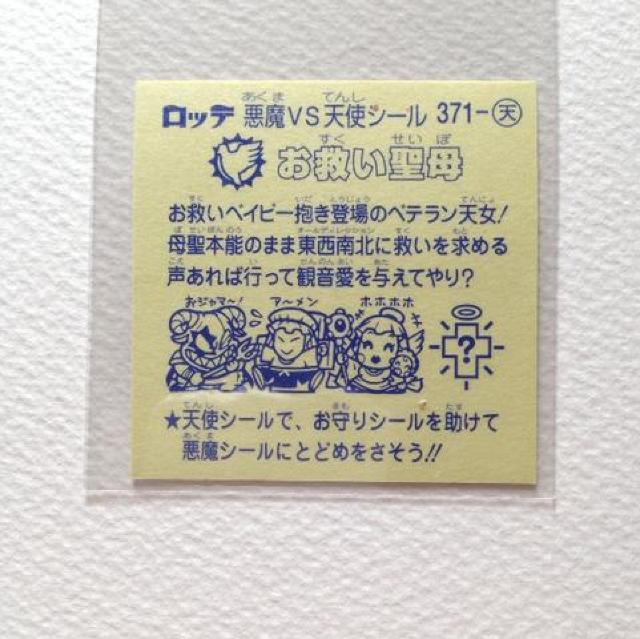 ロッテ 悪魔VS天使シール 371-天
お救い聖母
お救いベイビー抱き登場のベテラン天女!
母聖本能のまま東西南北に救いを求める
声あれば行って観音愛を与えてやり?
おジャマ~! ア~メン ホホホホ
?
★天使シールで、お守りシールを助けて
悪魔シールにとどめをさそう!!